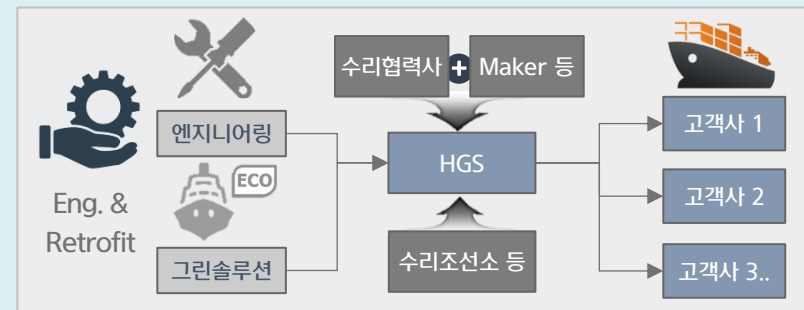 Eng. &
Retrofit
엔지니어링
ECO
그린솔루션
수리협력사 + Maker 등
HGS
수리조선소 등
고객사 1
고객사 2
고객사 3..